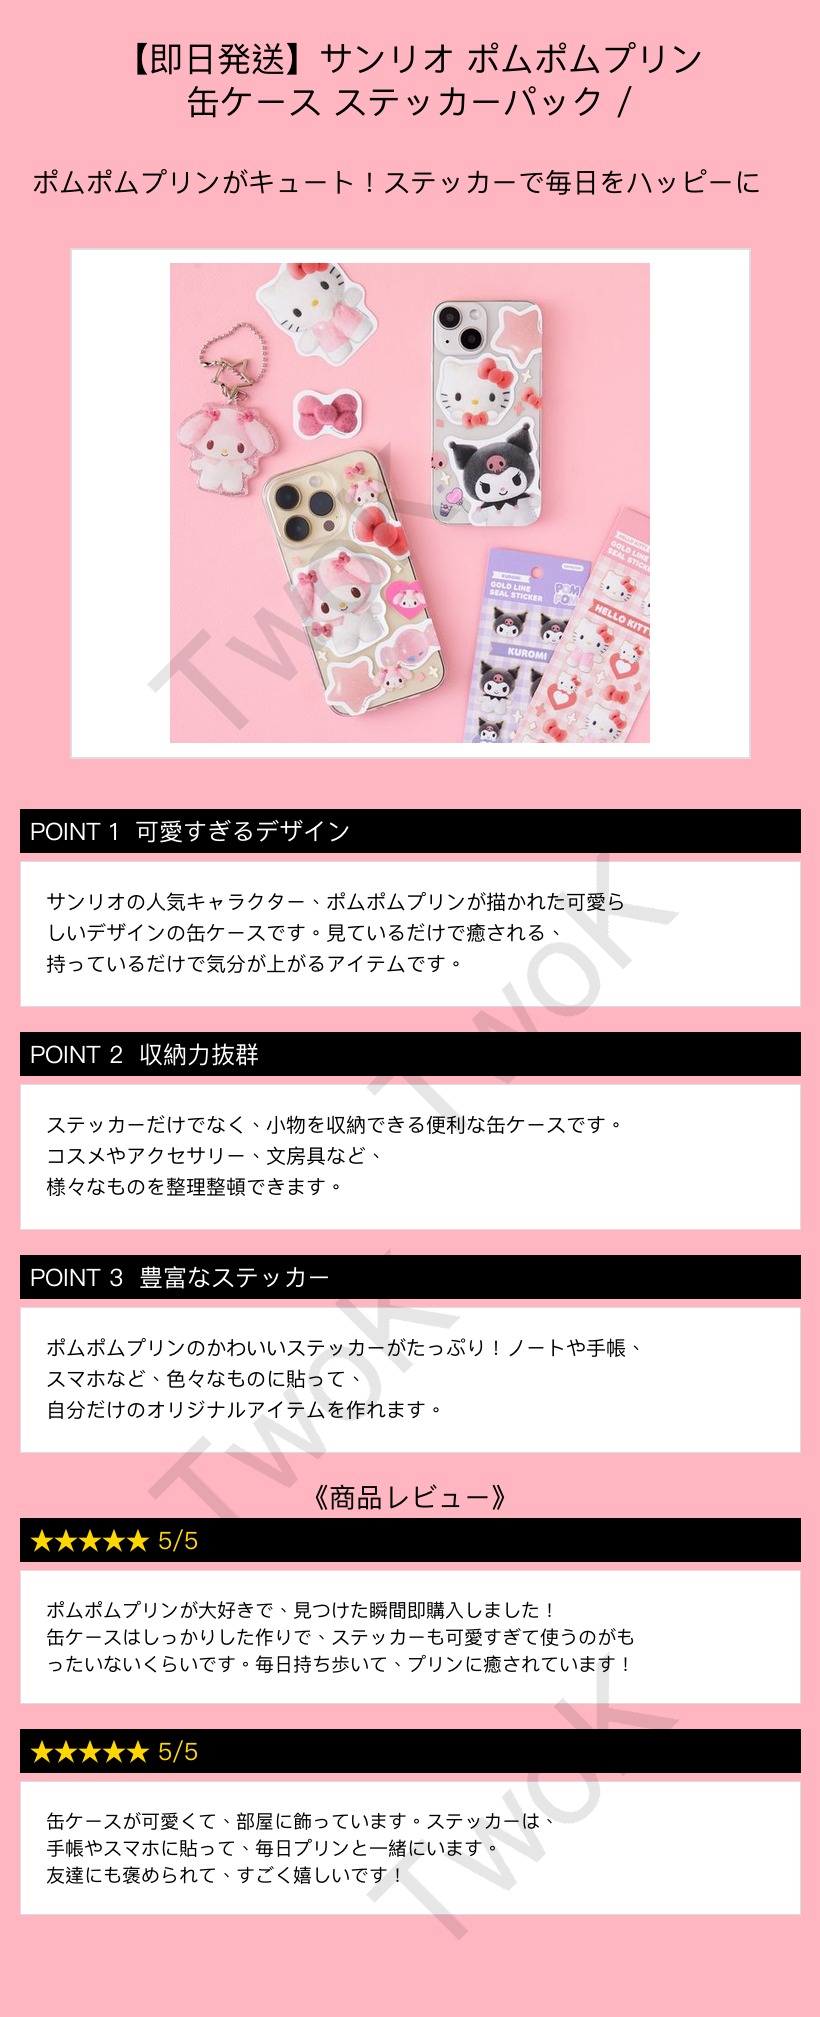 【即日発送】サンリオ ポムポムプリン
缶ケース ステッカーパック /
ポムポムプリンがキュート！ステッカーで毎日をハッピーに
KUROMI
GOLD LINE
SEAL STICKER
POM
POM
KUROMI
HELLO KITTY
GOLD LINE
SEAL STICK
HELLO KITT
TwoK
POINT 1 可愛すぎるデザイン
サンリオの人気キャラクター、ポムポムプリンが描かれた可愛ら
しいデザインの缶ケースです。見ているだけで癒される、
持っているだけで気分が上がるアイテムです。
TwoK
POINT 2 収納力抜群
ステッカーだけでなく、小物を収納できる便利な缶ケースです。
コスメやアクセサリー、文房具など、
様々なものを整理整頓できます。
POINT 3 豊富なステッカー
ポムポムプリンのかわいいステッカーがたっぷり！ノートや手帳、
スマホなど、色々なものに貼って、
自分だけのオリジナルアイテムを作れます。
TwoK
《商品レビュー》
★★★★★ 5/5
ポムポムプリンが大好きで、見つけた瞬間即購入しました！
缶ケースはしっかりした作りで、ステッカーも可愛すぎて使うのがも
ったいないくらいです。毎日持ち歩いて、プリンに癒されています！
★★★★★ 5/5
缶ケースが可愛くて、部屋に飾っています。ステッカーは、
手帳やスマホに貼って、毎日プリンと一緒にいます。
友達にも褒められて、すごく嬉しいです！
TwoK